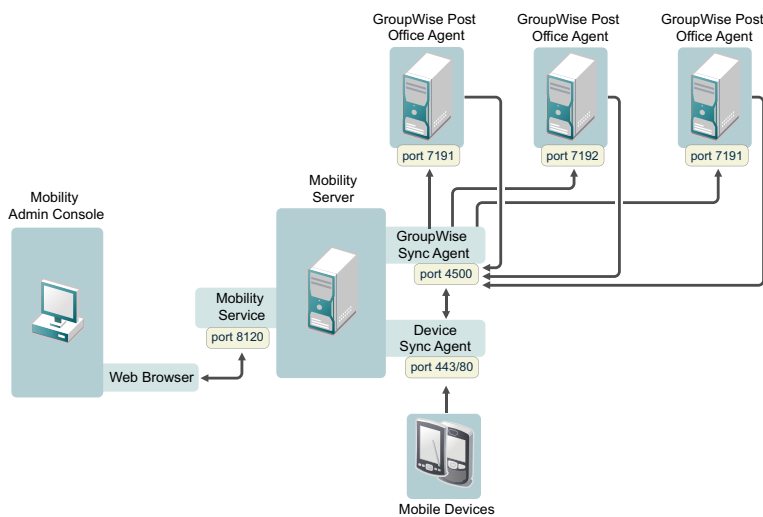 GroupWise Post
Office Agent
GroupWise Post
Office Agent
GroupWise Post
Office Agent
port 7191
port 7192
port 7191
Mobility
Server
Mobility
Admin Console
GroupWise
Sync Agent
port 4500
Mobility
Service
port 8120
Device
Sync Agent
port 443/80
Web Browser
Mobile Devices